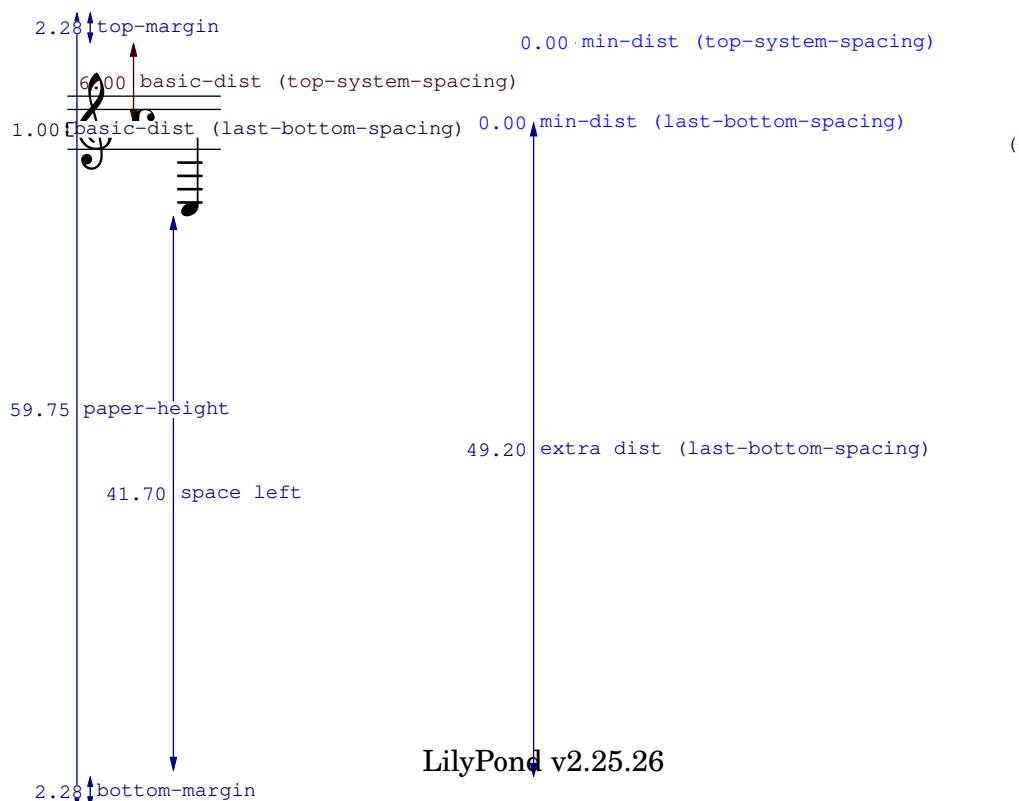 2.28 top-margin
0.00 min-dist (top-system-spacing)
6.00 basic-dist (top-system-spacing)
1.00 basic-dist (last-bottom-spacing)
0.00 min-dist (last-bottom-spacing)
(
59.75 paper-height
49.20 extra dist (last-bottom-spacing)
41.70 space left
LilyPond v2.25.26
2.28 bottom-margin